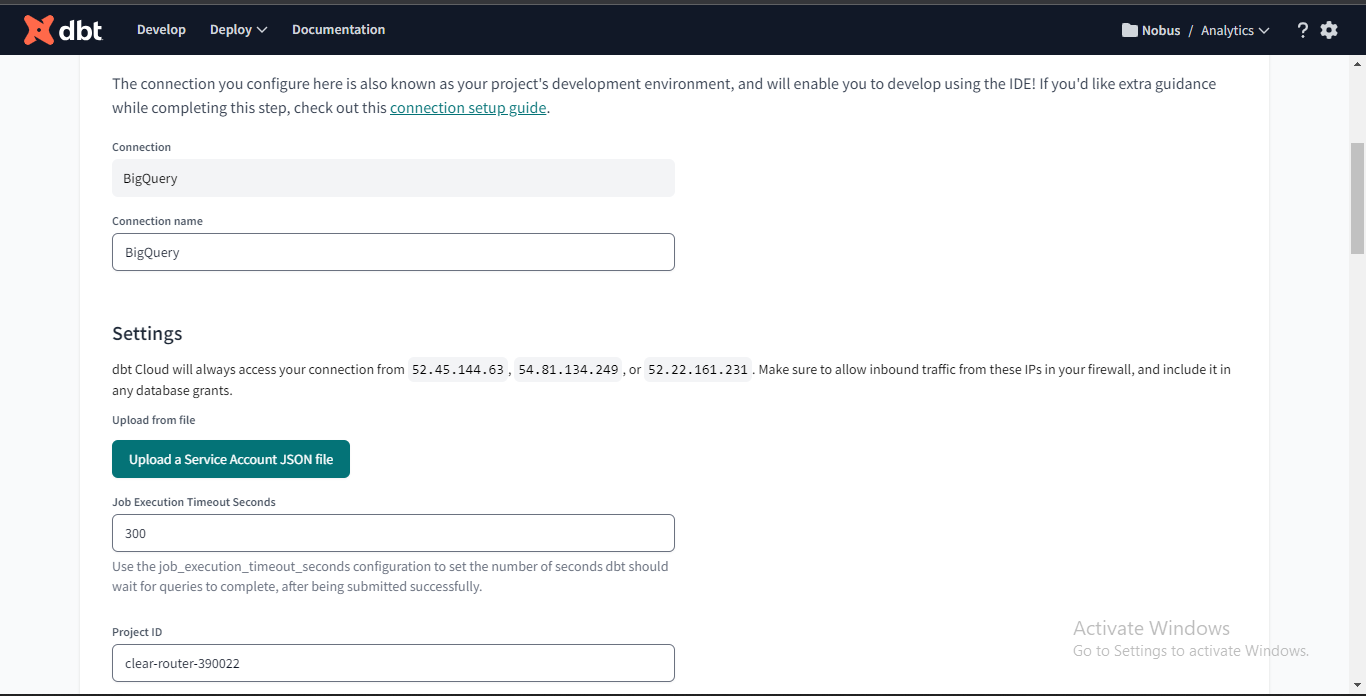 dbt Develop Deploy Documentation Nobus / Analytics ?
The connection you configure here is also known as your project's development environment, and will enable you to develop using the IDE! If you'd like extra guidance
while completing this step, check out this connection setup guide.
Connection
BigQuery
Connection name
BigQuery
Settings
dbt Cloud will always access your connection from 52.45.144.63 , 54.81.134.249 , or 52.22.161.231 . Make sure to allow inbound traffic from these IPs in your firewall, and include it in
any database grants.
Upload from file
Upload a Service Account JSON file
Job Execution Timeout Seconds
300
Use the job_execution_timeout_seconds configuration to set the number of seconds dbt should
wait for queries to complete, after being submitted successfully.
Project ID
clear-router-390022
Activate Windows
Go to Settings to activate Windows.